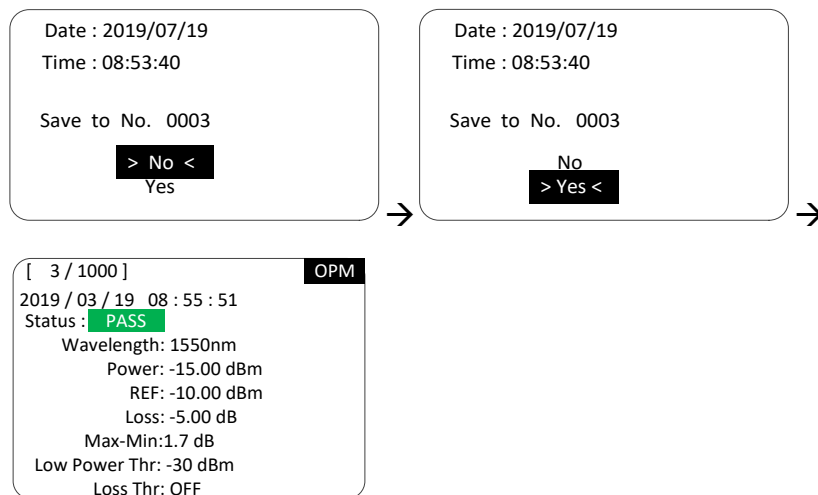 Date : 2019/07/19
Time : 08:53:40
Save to No. 0003
> No <
Yes
→
Date : 2019/07/19
Time : 08:53:40
Save to No. 0003
No
> Yes <
→
[ 3 / 1000 ] OPM
2019 / 03 / 19 08 : 55 : 51
Status : PASS
Wavelength: 1550nm
Power: -15.00 dBm
REF: -10.00 dBm
Loss: -5.00 dB
Max-Min:1.7 dB
Low Power Thr: -30 dBm
Loss Thr: OFF